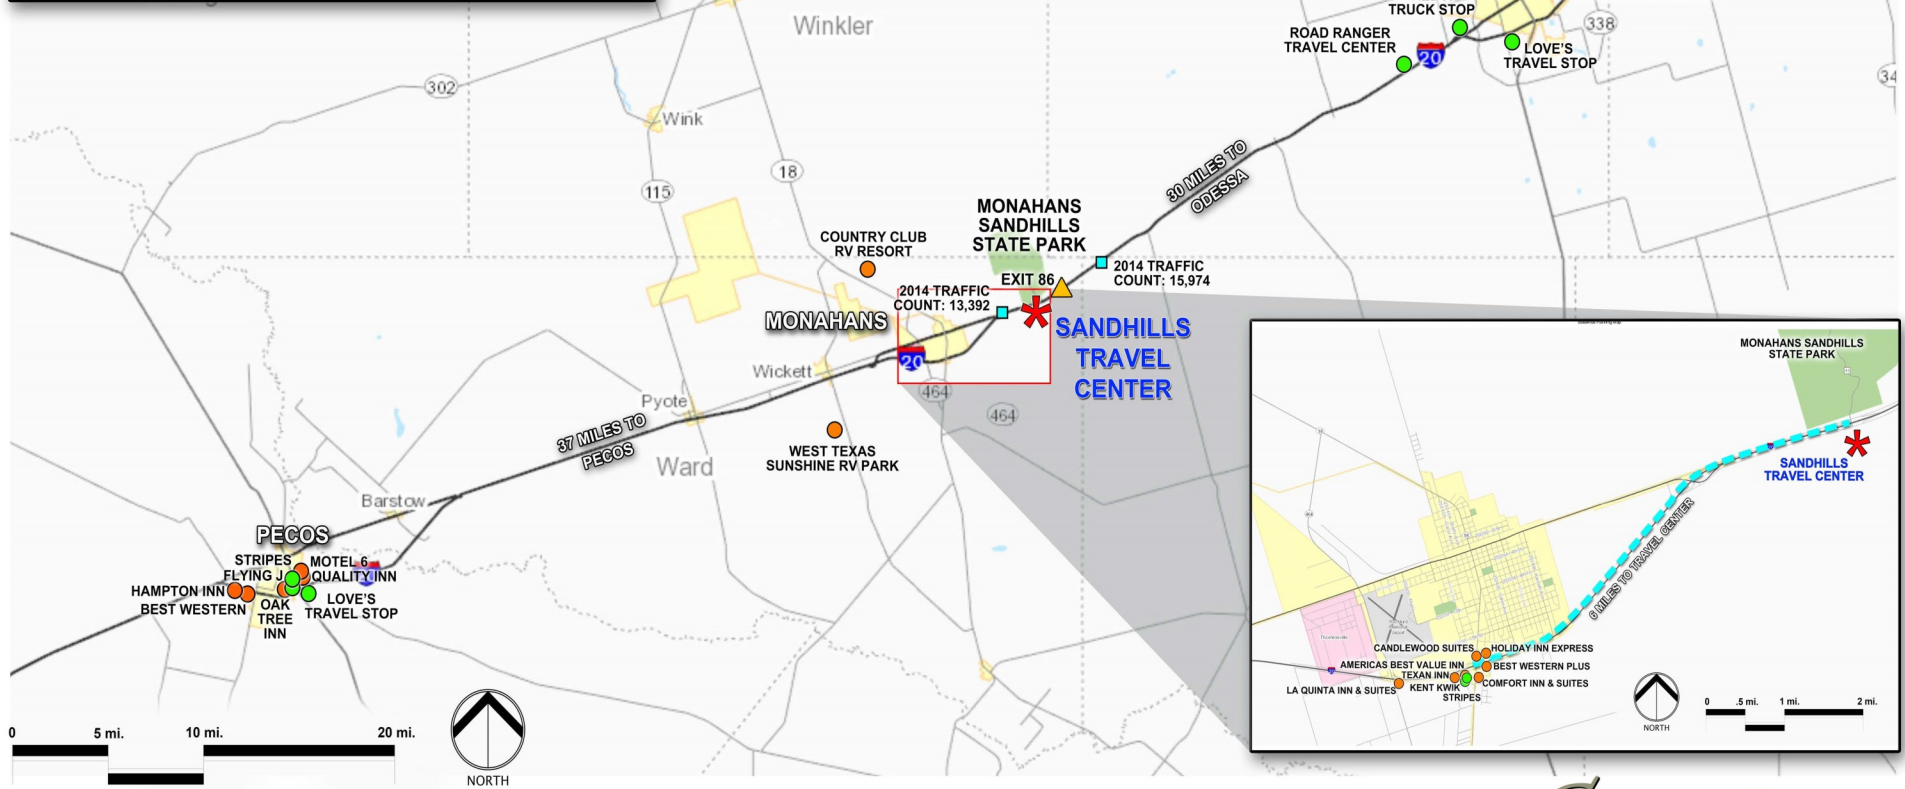 Winkler
TRUCK STOP
ROAD RANGER
TRAVEL CENTER
20
LOVE'S
TRAVEL STOP
338
302
Wink
115
18
30 MILES TO
ODESSA
MONAHANS
SANDHILLS
STATE PARK
COUNTRY CLUB
RV RESORT
EXIT 86
2014 TRAFFIC
COUNT: 15,974
2014 TRAFFIC
COUNT: 13,392
MONAHANS
SANDHILLS
TRAVEL
CENTER
20
Wickett
464
464
Pyote
37 MILES TO
PECOS
WEST TEXAS
SUNSHINE RV PARK
Ward
Barstow
PECOS
STRIPES
FLYING J
MOTEL 6
QUALITY INN
HAMPTON INN
BEST WESTERN
OAK
TREE
INN
LOVE'S
TRAVEL STOP
0 5 mi. 10 mi. 20 mi.
NORTH
MONAHANS SANDHILLS
STATE PARK
SANDHILLS
TRAVEL CENTER
6 MILES TO TRAVEL CENTER
CANDLEWOOD SUITES
HOLIDAY INN EXPRESS
AMERICAS BEST VALUE INN
BEST WESTERN PLUS
TEXAN INN
COMFORT INN & SUITES
LA QUINTA INN & SUITES
KENT KWIK
STRIPES
NORTH
0 .5 mi. 1 mi. 2 mi.